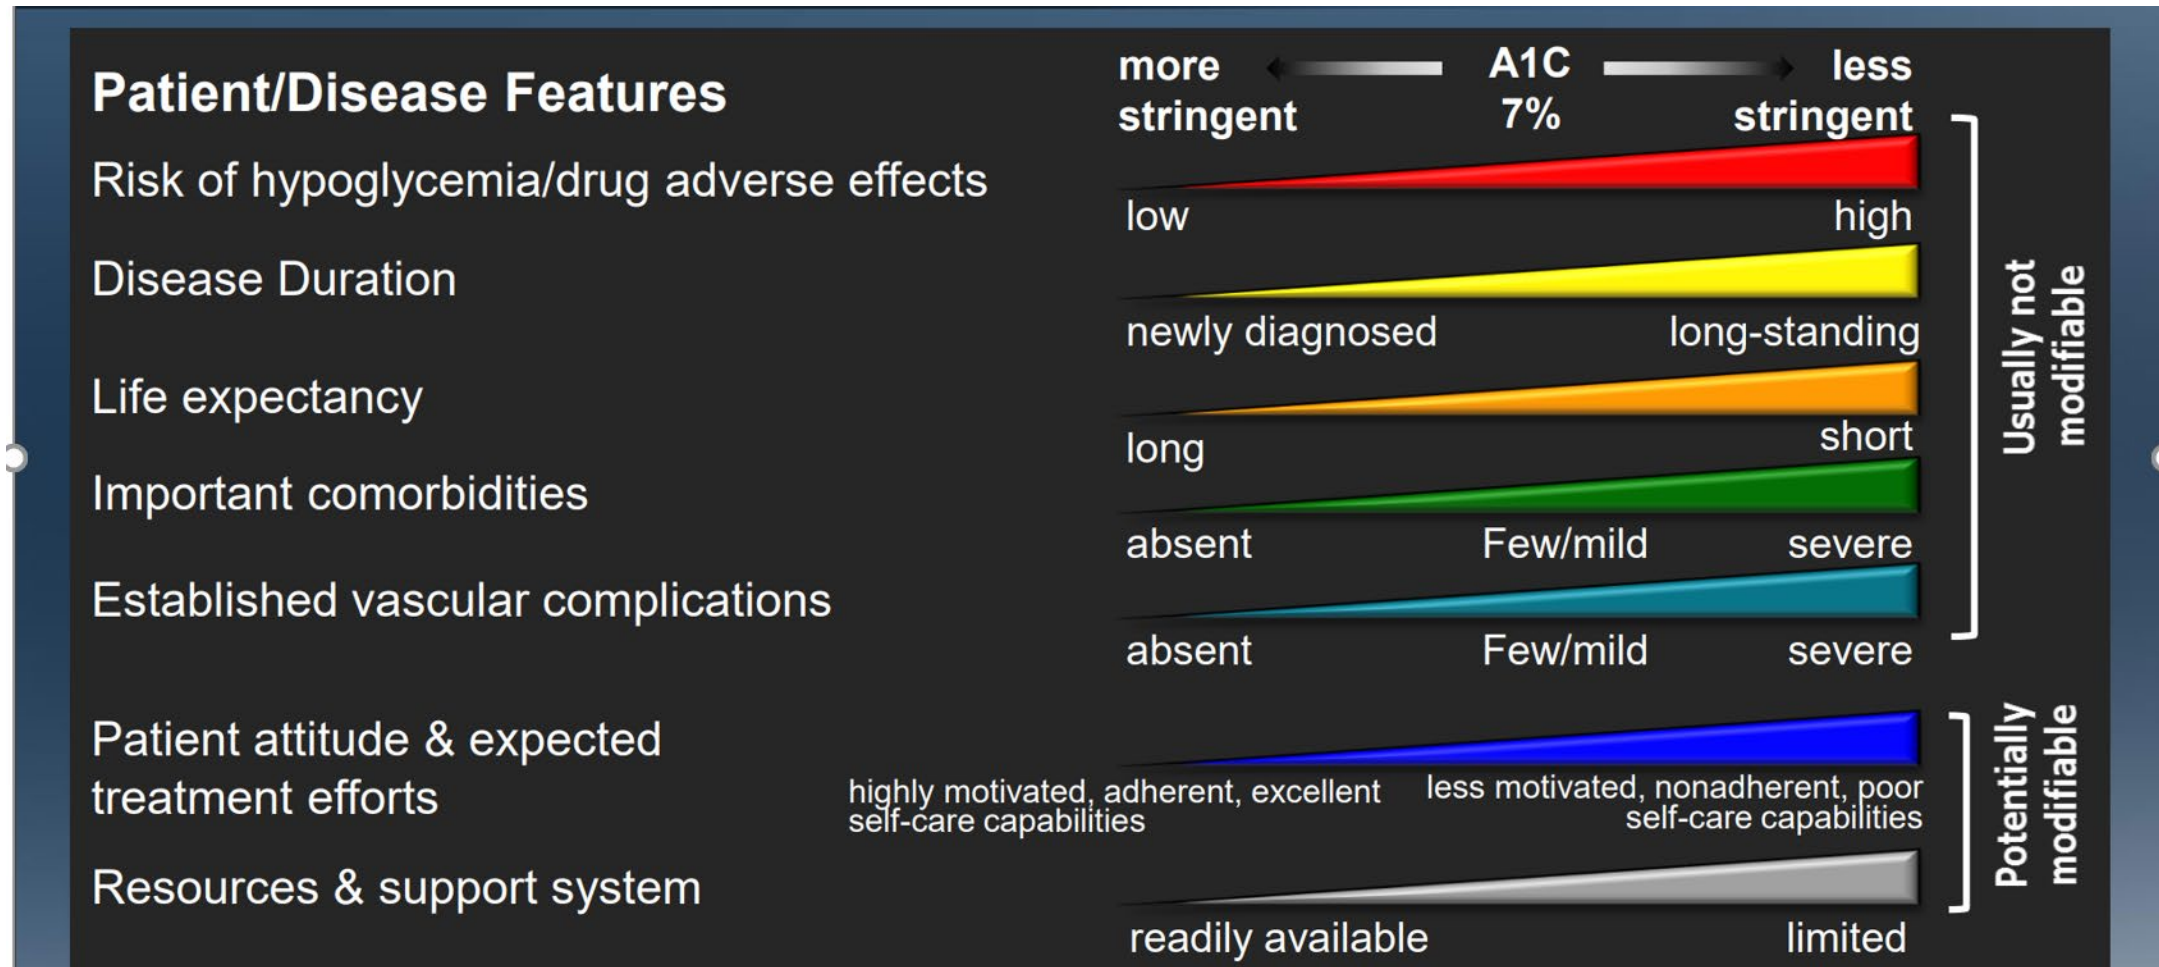 Patient/Disease Features
more A1C less
stringent 7% stringent
Risk of hypoglycemia/drug adverse effects
low high
Disease Duration
newly diagnosed long-standing
Life expectancy
long short
Important comorbidities
absent Few/mild severe
Established vascular complications
absent Few/mild severe
Usually not
modifiable
Patient attitude & expected
treatment efforts
highly motivated, adherent, excellent
self-care capabilities
less motivated, nonadherent, poor
self-care capabilities
Resources & support system
readily available limited
Potentially
modifiable